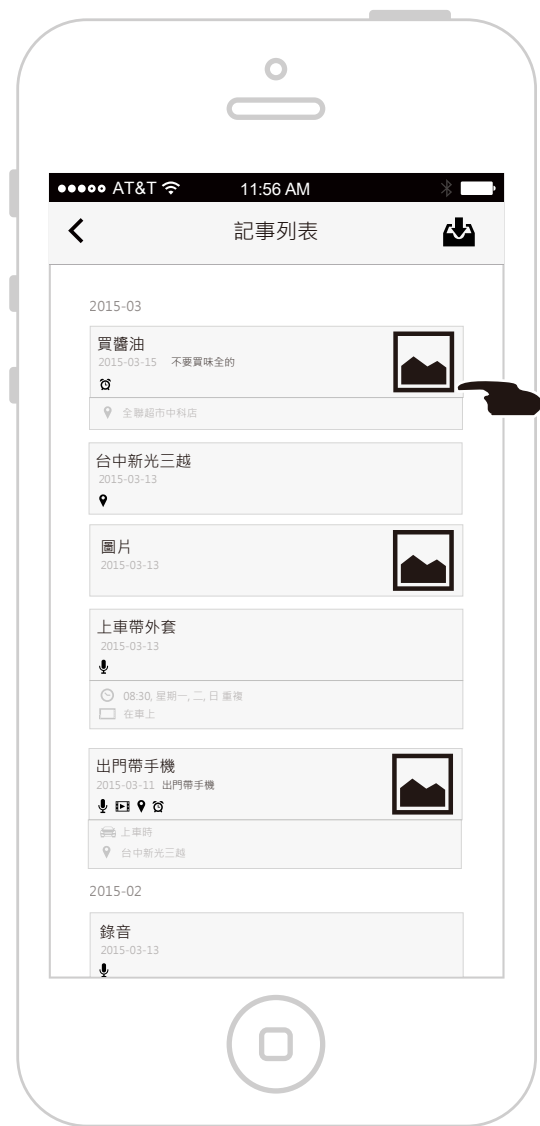 AT&T 11:56 AM
記事列表
2015-03
買醬油
2015-03-15 不要買味全的
全聯超市中科店
台中新光三越
2015-03-13
圖片
2015-03-13
上車帶外套
2015-03-13
08:30, 星期一, 二, 日 重複
在車上
出門帶手機
2015-03-11 出門帶手機
上車時
台中新光三越
2015-02
錄音
2015-03-13